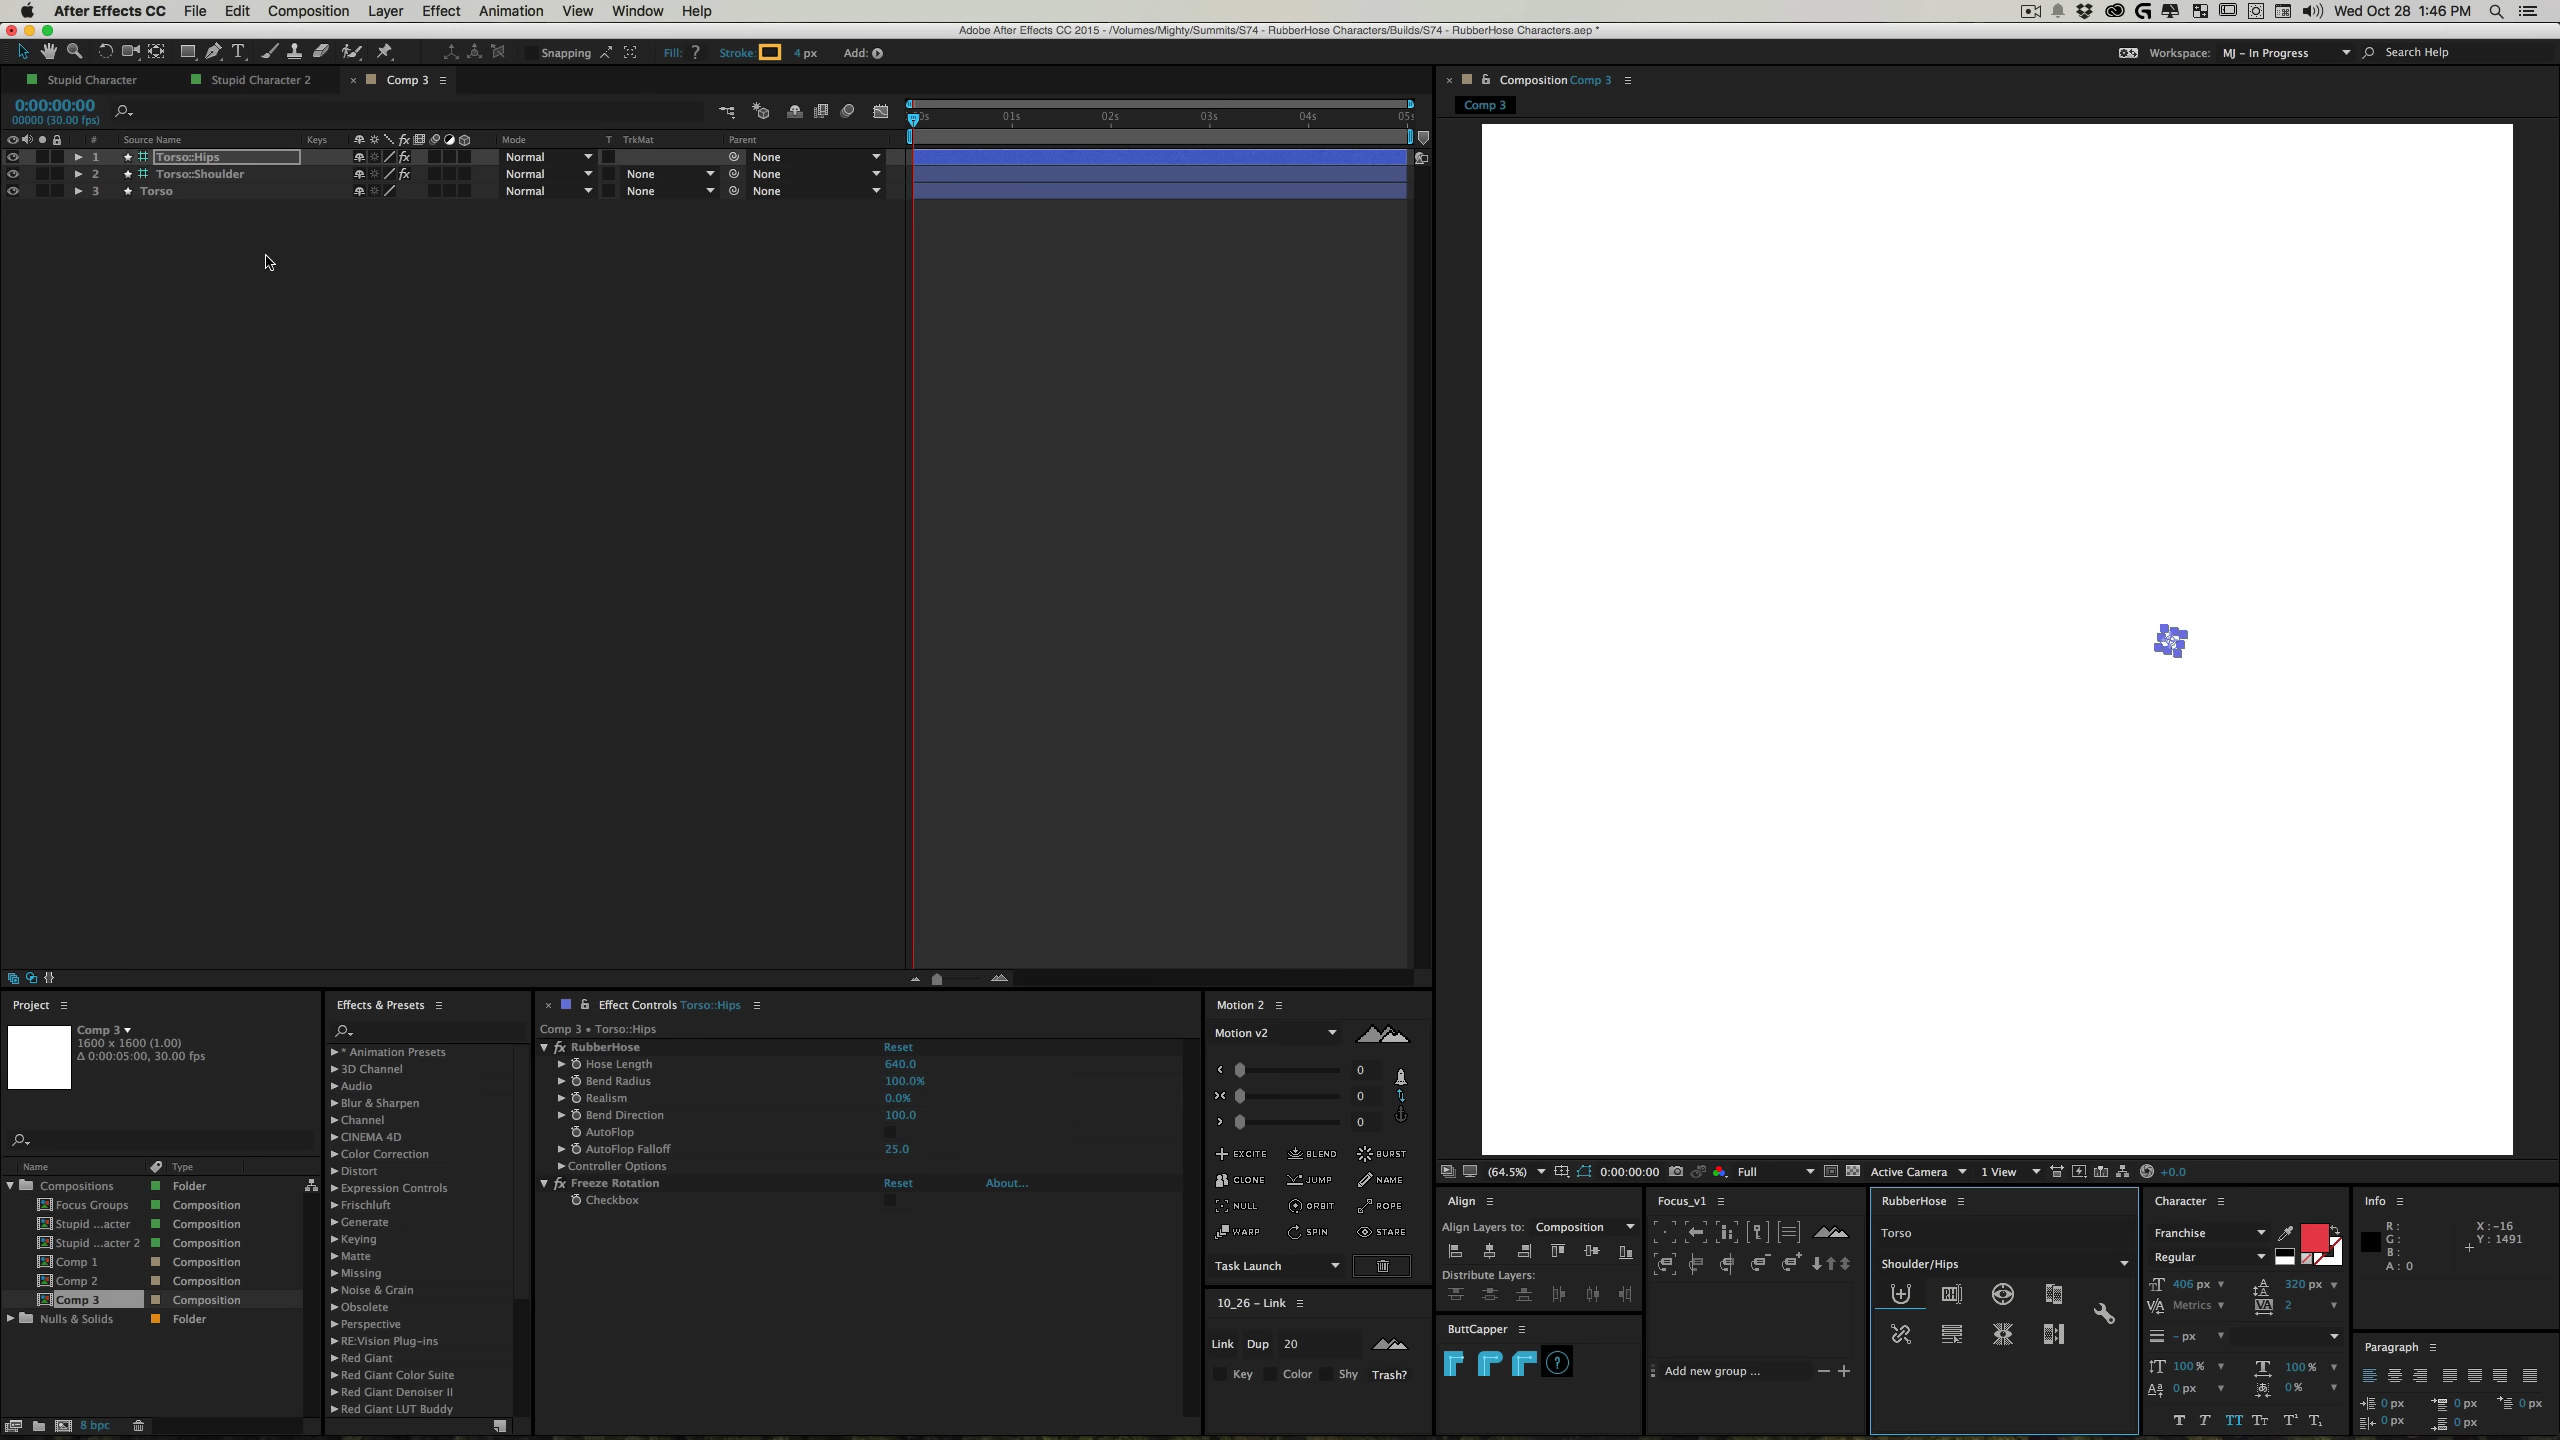 After Effects CC File Edit Composition Layer Effect Animation View Window Help Wed Oct 28 1:46 PM
Adobe After Effects CC 2015 - /Volumes/Mighty/Summits/S74 - RubberHose Characters/Builds/S74 - RubberHose Characters.aep *
Snapping Fill: ? Stroke: 4 px Add: Workspace: MJ - In Progress Search Help
Stupid Character Stupid Character 2 Comp 3
Composition Comp 3
0:00:00:00
00000 (30.00 fps)
Comp 3
01s 02s 03s 04s 05s
# Source Name Keys Mode T TrkMat Parent
1 Torso::Hips Normal None
2 Torso::Shoulder Normal None None
3 Torso Normal None None
(64.5%) 0:00:00:00 Full Active Camera 1 View +0.0
Project
Comp 3
1600 x 1600 (1.00)
Δ 0:00:05:00, 30.00 fps
Name Type
Compositions Folder
Focus Groups Composition
Stupid ...acter Composition
Stupid ...acter 2 Composition
Comp 1 Composition
Comp 2 Composition
Comp 3 Composition
Nulls & Solids Folder
8 bpc
Effects & Presets
* Animation Presets
3D Channel
Audio
Blur & Sharpen
Channel
CINEMA 4D
Color Correction
Distort
Expression Controls
Frischluft
Generate
Keying
Matte
Missing
Noise & Grain
Obsolete
Perspective
RE:Vision Plug-ins
Red Giant
Red Giant Color Suite
Red Giant Denoiser II
Red Giant LUT Buddy
Effect Controls Torso::Hips
Comp 3 • Torso::Hips
fx RubberHose Reset
Hose Length 640.0
Bend Radius 100.0%
Realism 0.0%
Bend Direction 100.0
AutoFlop
AutoFlop Falloff 25.0
Controller Options
fx Freeze Rotation Reset About...
Checkbox
Motion 2
Motion v2
0
0
0
EXCITE BLEND BURST
CLONE JUMP NAME
NULL ORBIT ROPE
WARP SPIN STARE
Task Launch
10_26 - Link
Link Dup 20
Key Color Shy Trash?
Align
Align Layers to: Composition
Distribute Layers:
ButtCapper
Focus_v1
Add new group ...
RubberHose
Torso
Shoulder/Hips
Character
Franchise
Regular
406 px 320 px
Metrics 2
- px
100 % 100 %
0 px 0 %
Info
R :
G :
B :
A : 0
X : -16
Y : 1491
Paragraph
0 px 0 px 0 px
0 px 0 px